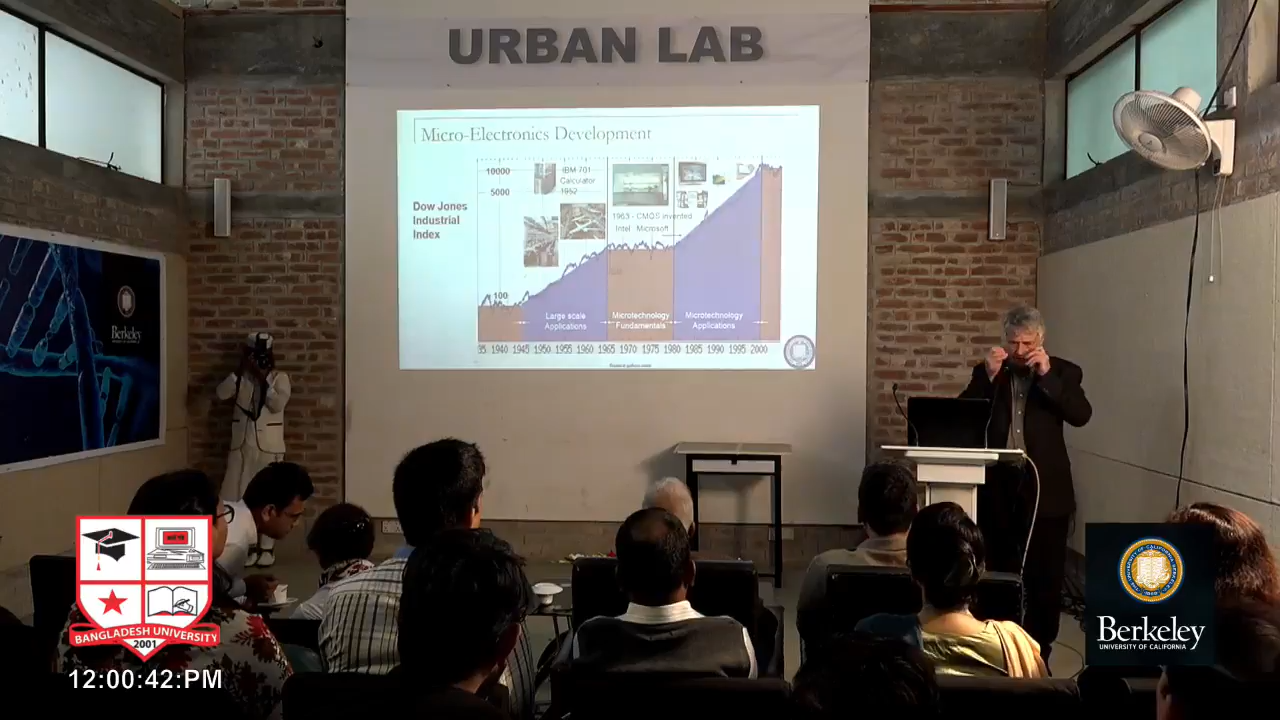 URBAN LAB
Micro-Electronics Development
10000
5000
Dow Jones
Industrial
Index
IBM 701
Calculator
1952
1963 - CMOS invented
Intel Microsoft
100
Large scale
Applications
Microtechnology
Fundamentals
Microtechnology
Applications
35 1940 1945 1950 1955 1960 1965 1970 1975 1980 1985 1990 1995 2000
Berkeley
BANGLADESH UNIVERSITY
2001
12:00:42:PM
Berkeley
UNIVERSITY OF CALIFORNIA